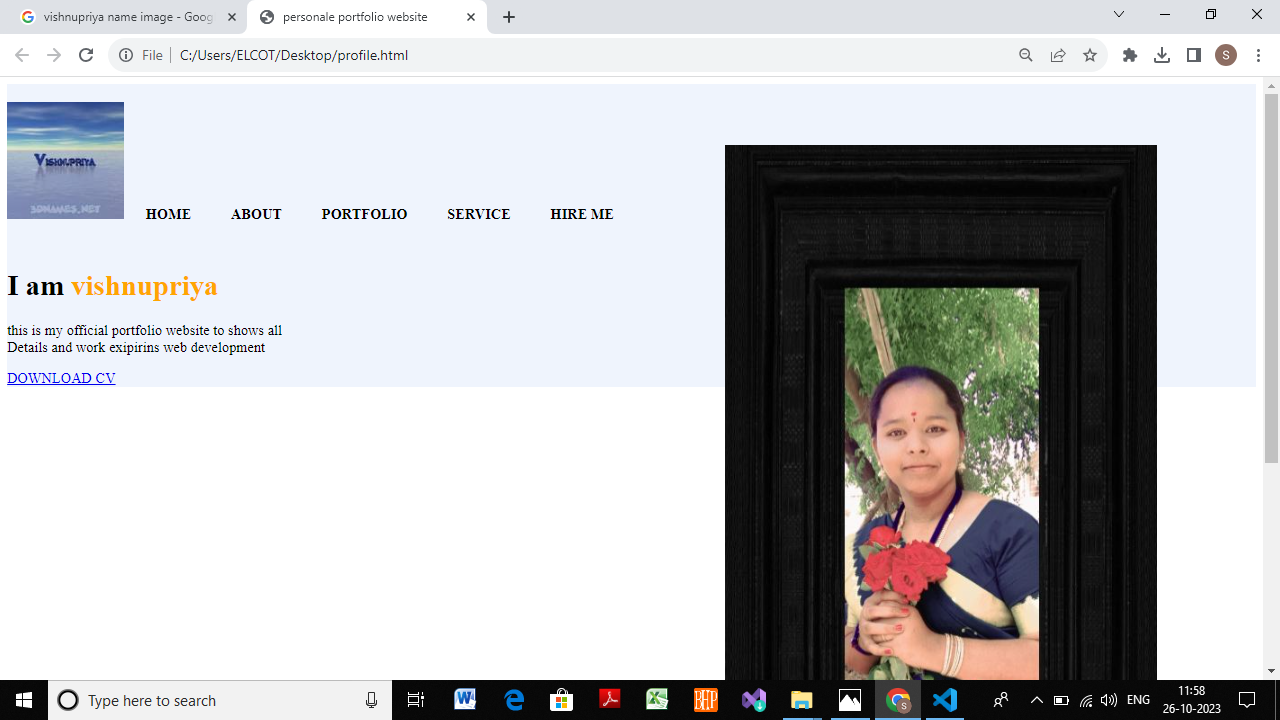 vishnupriya name image - Goog
personale portfolio website
File
C:/Users/ELCOT/Desktop/profile.html
S
VISHNUPRIYA
3DNAMES.NET
HOME ABOUT PORTFOLIO SERVICE HIRE ME
I am vishnupriya
this is my official portfolio website to shows all
Details and work exipirins web development
DOWNLOAD CV
Type here to search
BHP
S
ENG
11:58
26-10-2023